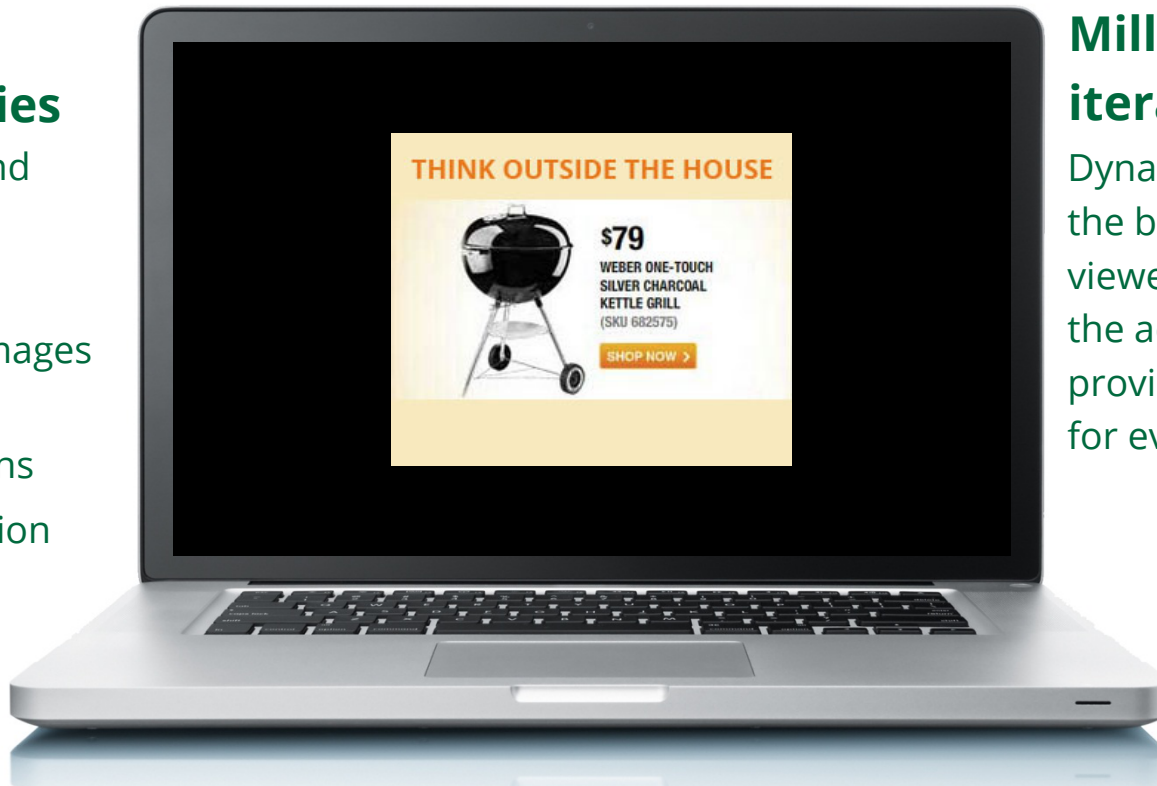 ies
nd
nages
ns
ion
THINK OUTSIDE THE HOUSE
$79
WEBER ONE-TOUCH
SILVER CHARCOAL
KETTLE GRILL
(SKU 682575)
SHOP NOW >
Mill
itera
Dyna
the b
viewe
the a
provi
for ev